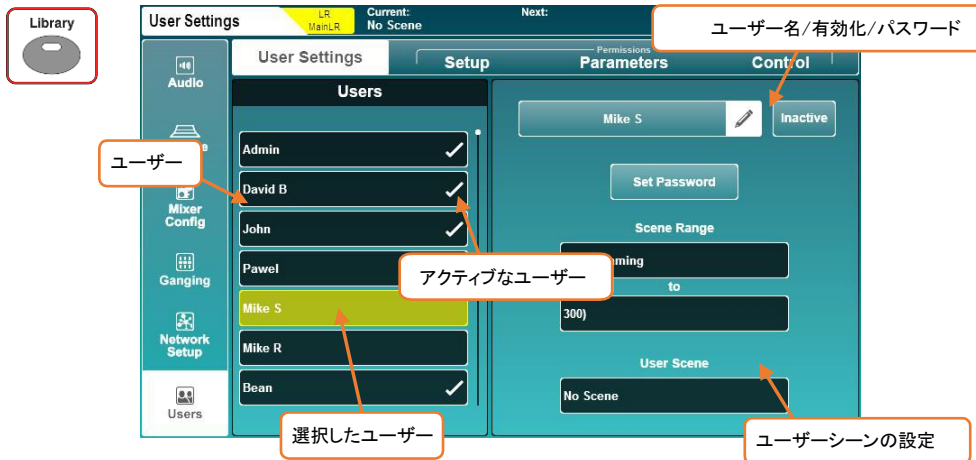 Library
User Settings
LR
MainLR
Current:
No Scene
Next:
ユーザー名/有効化/パスワード
User Settings
Permissions
Setup
Parameters
Control
Audio
Users
Mike S
Inactive
Admin
ユーザー
David B
Set Password
Mixer
Config
John
Scene Range
Pawel
アクティブなユーザー
to
Ganging
Mike S
300)
Network
Setup
Mike R
User Scene
Bean
No Scene
Users
選択したユーザー
ユーザーシーンの設定